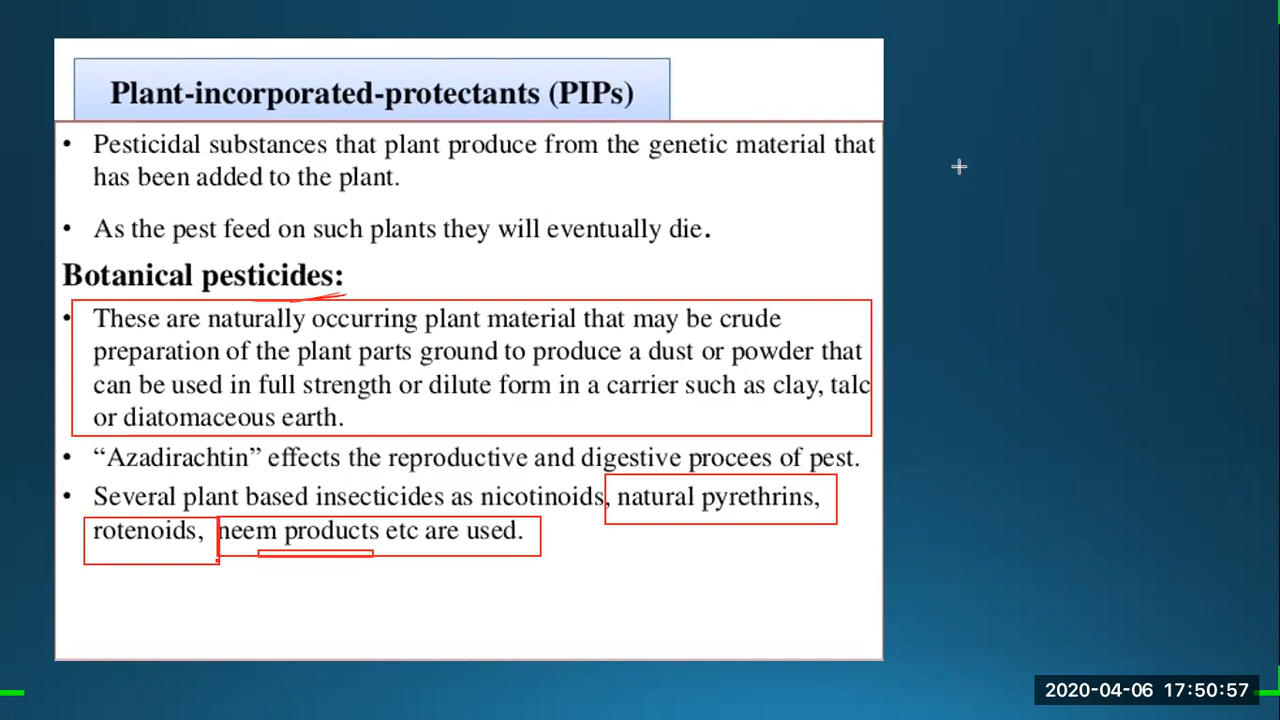 Plant-incorporated-protectants (PIPs)
• Pesticidal substances that plant produce from the genetic material that
has been added to the plant.
• As the pest feed on such plants they will eventually die.
Botanical pesticides:
• These are naturally occurring plant material that may be crude
preparation of the plant parts ground to produce a dust or powder that
can be used in full strength or dilute form in a carrier such as clay, talc
or diatomaceous earth.
• “Azadirachtin” effects the reproductive and digestive procees of pest.
• Several plant based insecticides as nicotinoids, natural pyrethrins,
rotenoids, neem products etc are used.
2020-04-06 17:50:57